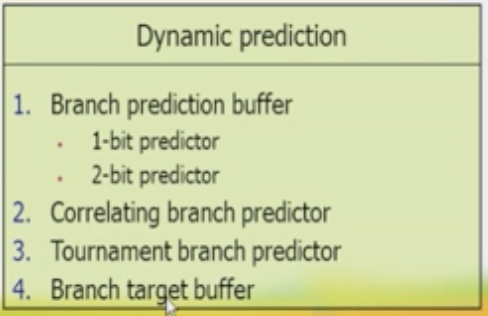 Dynamic prediction
1. Branch prediction buffer
· 1-bit predictor
· 2-bit predictor
2. Correlating branch predictor
3. Tournament branch predictor
4. Branch target buffer